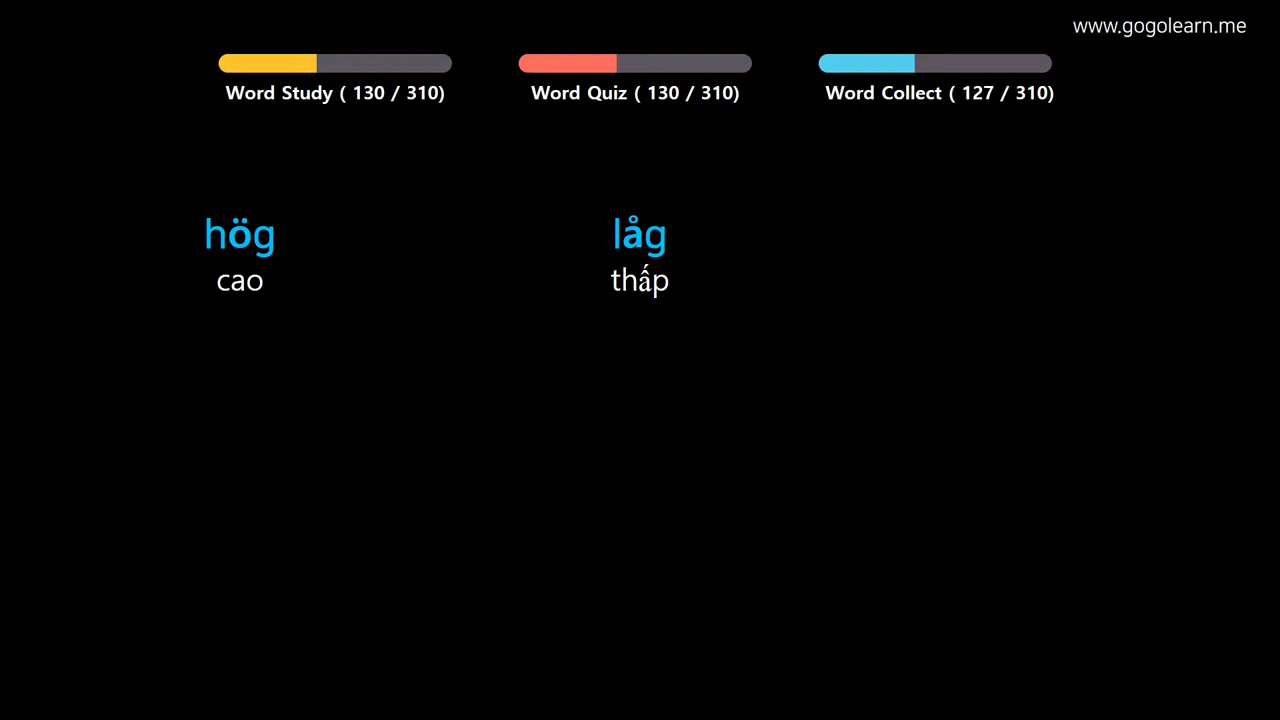 www.gogolearn.me
Word Study ( 130 / 310)
Word Quiz ( 130 / 310)
Word Collect ( 127 / 310)
hög
cao
låg
thấp